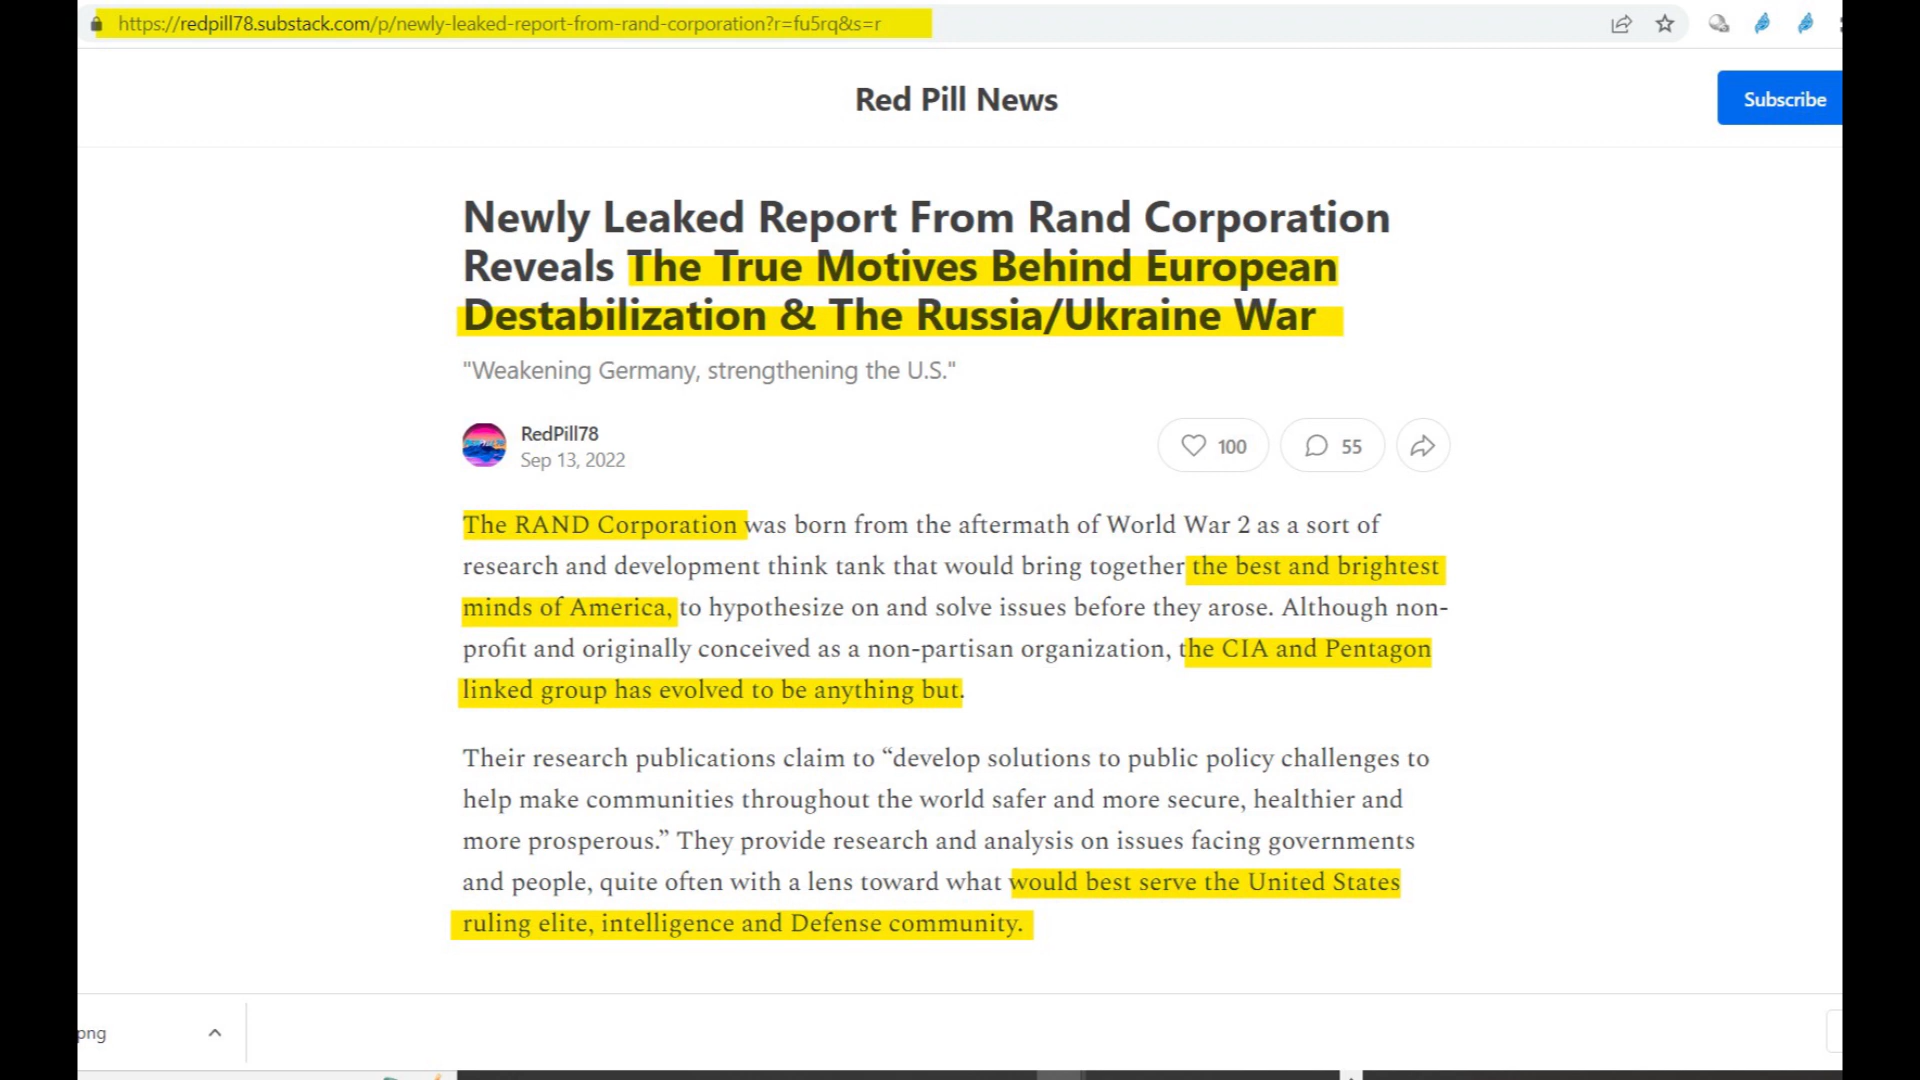 https://redpill78.substack.com/p/newly-leaked-report-from-rand-corporation?r=fu5rq&s=r
Red Pill News
Subscribe
Newly Leaked Report From Rand Corporation
Reveals The True Motives Behind European
Destabilization & The Russia/Ukraine War
"Weakening Germany, strengthening the U.S."
RedPill78
Sep 13, 2022
100
55
The RAND Corporation was born from the aftermath of World War 2 as a sort of
research and development think tank that would bring together the best and brightest
minds of America, to hypothesize on and solve issues before they arose. Although non-
profit and originally conceived as a non-partisan organization, the CIA and Pentagon
linked group has evolved to be anything but.
Their research publications claim to “develop solutions to public policy challenges to
help make communities throughout the world safer and more secure, healthier and
more prosperous.” They provide research and analysis on issues facing governments
and people, quite often with a lens toward what would best serve the United States
ruling elite, intelligence and Defense community.
png